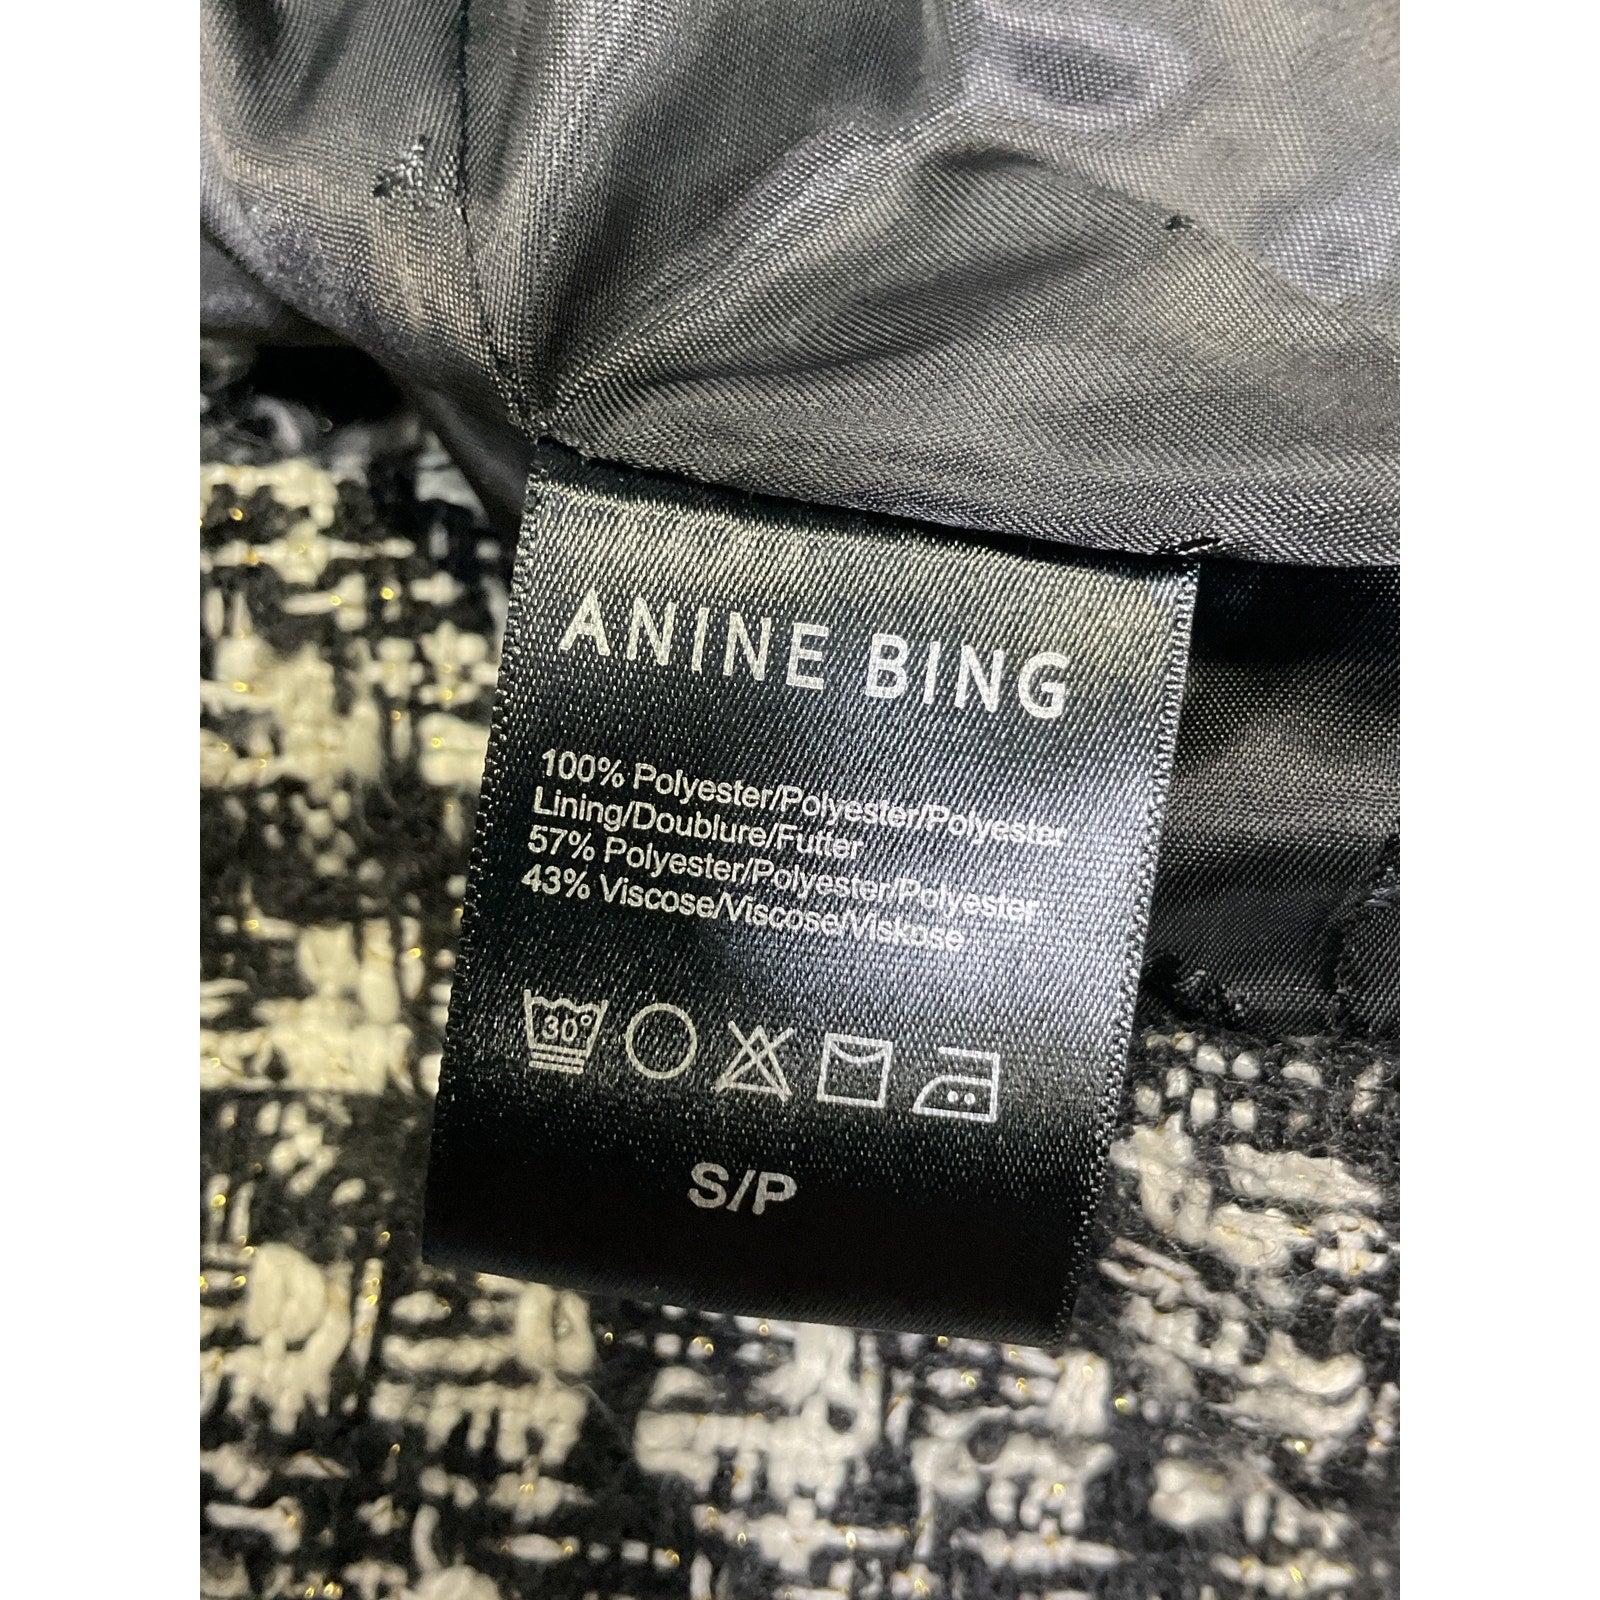 ANINE BING
100% Polyester/Polyester/Polyester
Lining/Doublure/Futter
57% Polyester/Polyester/Polyester
43% Viscose/Viscose/Viskose
30°
S/P